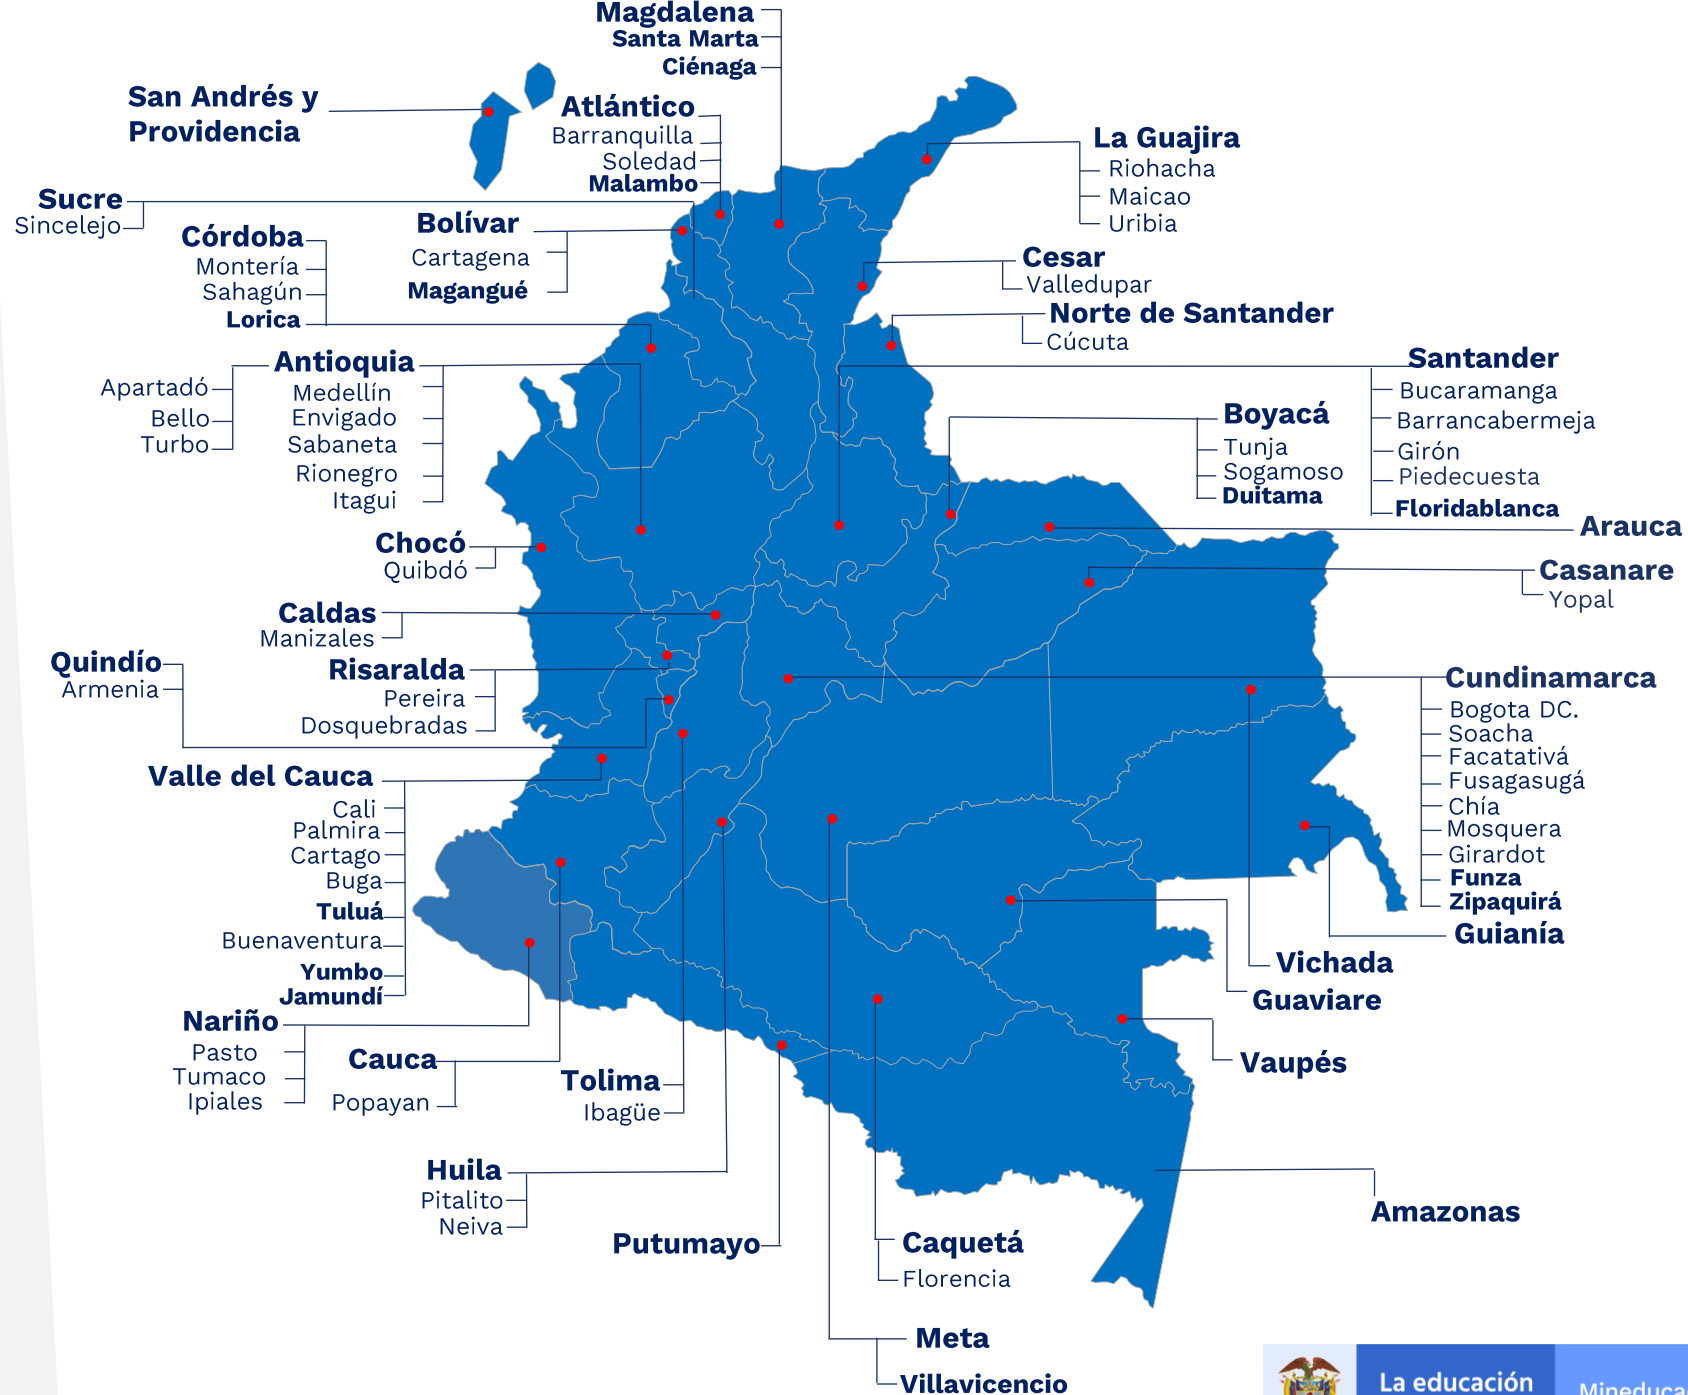 Magdalena
Santa Marta
Ciénaga
San Andrés y
Providencia
Atlántico
Barranquilla
Soledad
Malambo
La Guajira
Riohacha
Maicao
Uribia
Sucre
Sincelejo
Bolívar
Cartagena
Magangué
Córdoba
Montería
Sahagún
Lorica
Cesar
Valledupar
Norte de Santander
Cúcuta
Antioquia
Medellín
Envigado
Sabaneta
Rionegro
Itagui
Apartadó
Bello
Turbo
Santander
Bucaramanga
Barrancabermeja
Girón
Piedecuesta
Floridablanca
Boyacá
Tunja
Sogamoso
Duitama
Arauca
Chocó
Quibdó
Casanare
Yopal
Caldas
Manizales
Quindío
Armenia
Risaralda
Pereira
Dosquebradas
Cundinamarca
Bogota DC.
Soacha
Facatativá
Fusagasugá
Chía
Mosquera
Girardot
Funza
Zipaquirá
Valle del Cauca
Cali
Palmira
Cartago
Buga
Tuluá
Buenaventura
Yumbo
Jamundí
Guianía
Vichada
Guaviare
Nariño
Pasto
Tumaco
Ipiales
Cauca
Popayan
Tolima
Ibagüe
Vaupés
Huila
Pitalito
Neiva
Amazonas
Putumayo
Caquetá
Florencia
Meta
Villavicencio
La educación
Mineduca